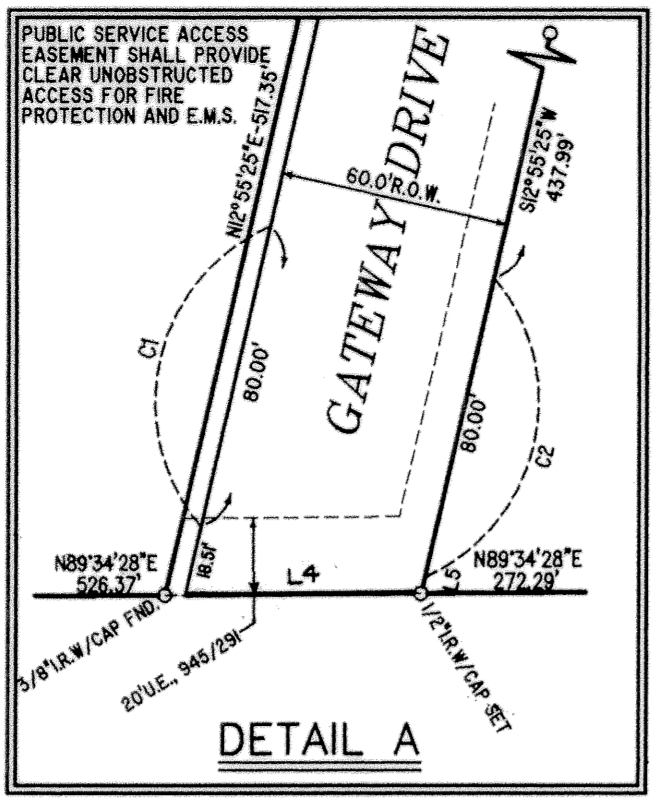 PUBLIC SERVICE ACCESS
EASEMENT SHALL PROVIDE
CLEAR UNOBSTRUCTED
ACCESS FOR FIRE
PROTECTION AND E.M.S.
N12°55'25"E-517.35'
GATEWAY DRIVE
60.0'R.O.W.
S12°55'25"W
437.99'
C1
80.00'
80.00'
C2
18.51'
L4
L5
N89°34'28"E
526.37'
N89°34'28"E
272.29'
3/8"I.R.W/CAP FND.
20'U.E., 945/291
1/2"I.R.W/CAP SET
DETAIL A